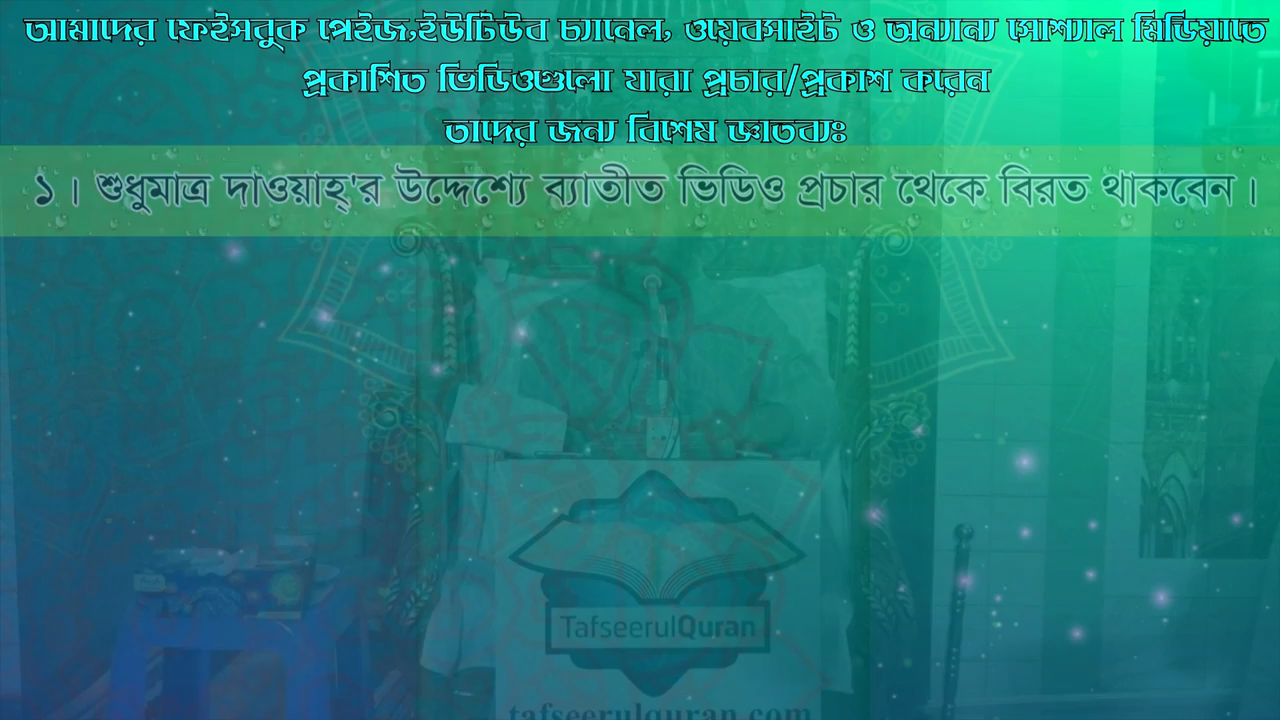 আমাদের ফেইসবুক পেইজ,ইউটিউব চ্যানেল, ওয়েবসাইট ও অন্যান্য সোশ্যাল মিডিয়াতে
প্রকাশিত ভিডিওগুলো যারা প্রচার/প্রকাশ করেন
তাদের জন্য বিশেষ জ্ঞাতব্যঃ
১। শুধুমাত্র দাওয়াহ্'র উদ্দেশ্যে ব্যাতীত ভিডিও প্রচার থেকে বিরত থাকবেন।
TafseerulQuran
tafseerulquran.com